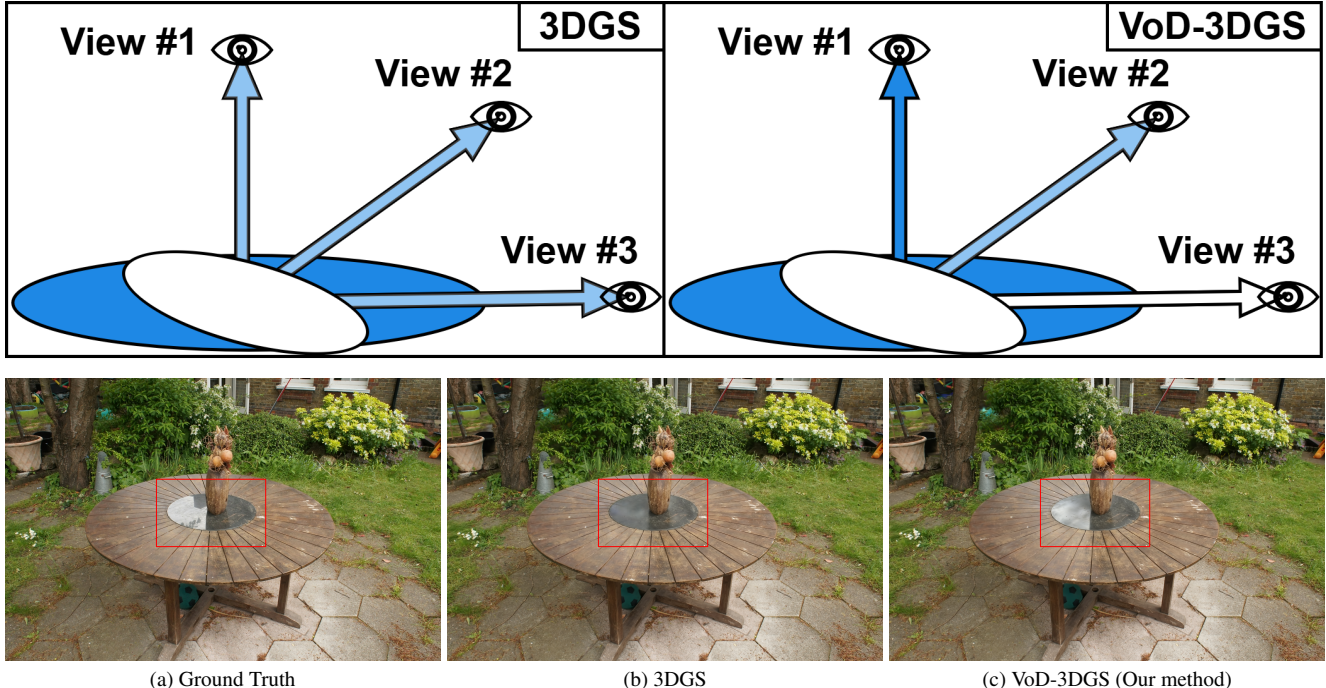 3DGS
View #1
View #2
View #3
VoD-3DGS
View #1
View #2
View #3
(a) Ground Truth
(b) 3DGS
(c) VoD-3DGS (Our method)